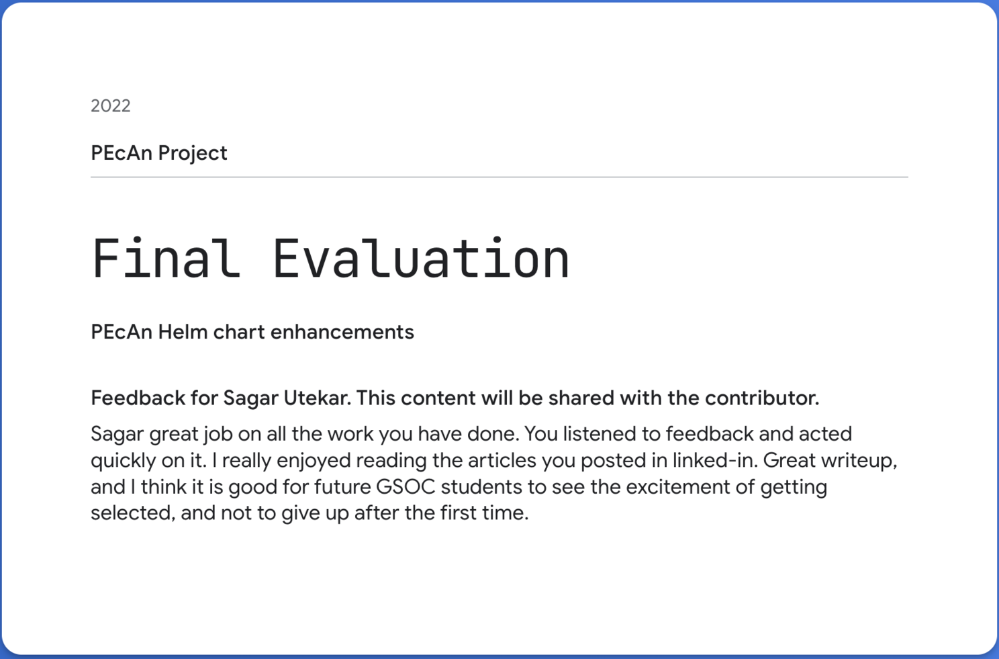 2022
PEcAn Project
Final Evaluation
PEcAn Helm chart enhancements
Feedback for Sagar Utekar. This content will be shared with the contributor.
Sagar great job on all the work you have done. You listened to feedback and acted
quickly on it. I really enjoyed reading the articles you posted in linked-in. Great writeup,
and I think it is good for future GSOC students to see the excitement of getting
selected, and not to give up after the first time.